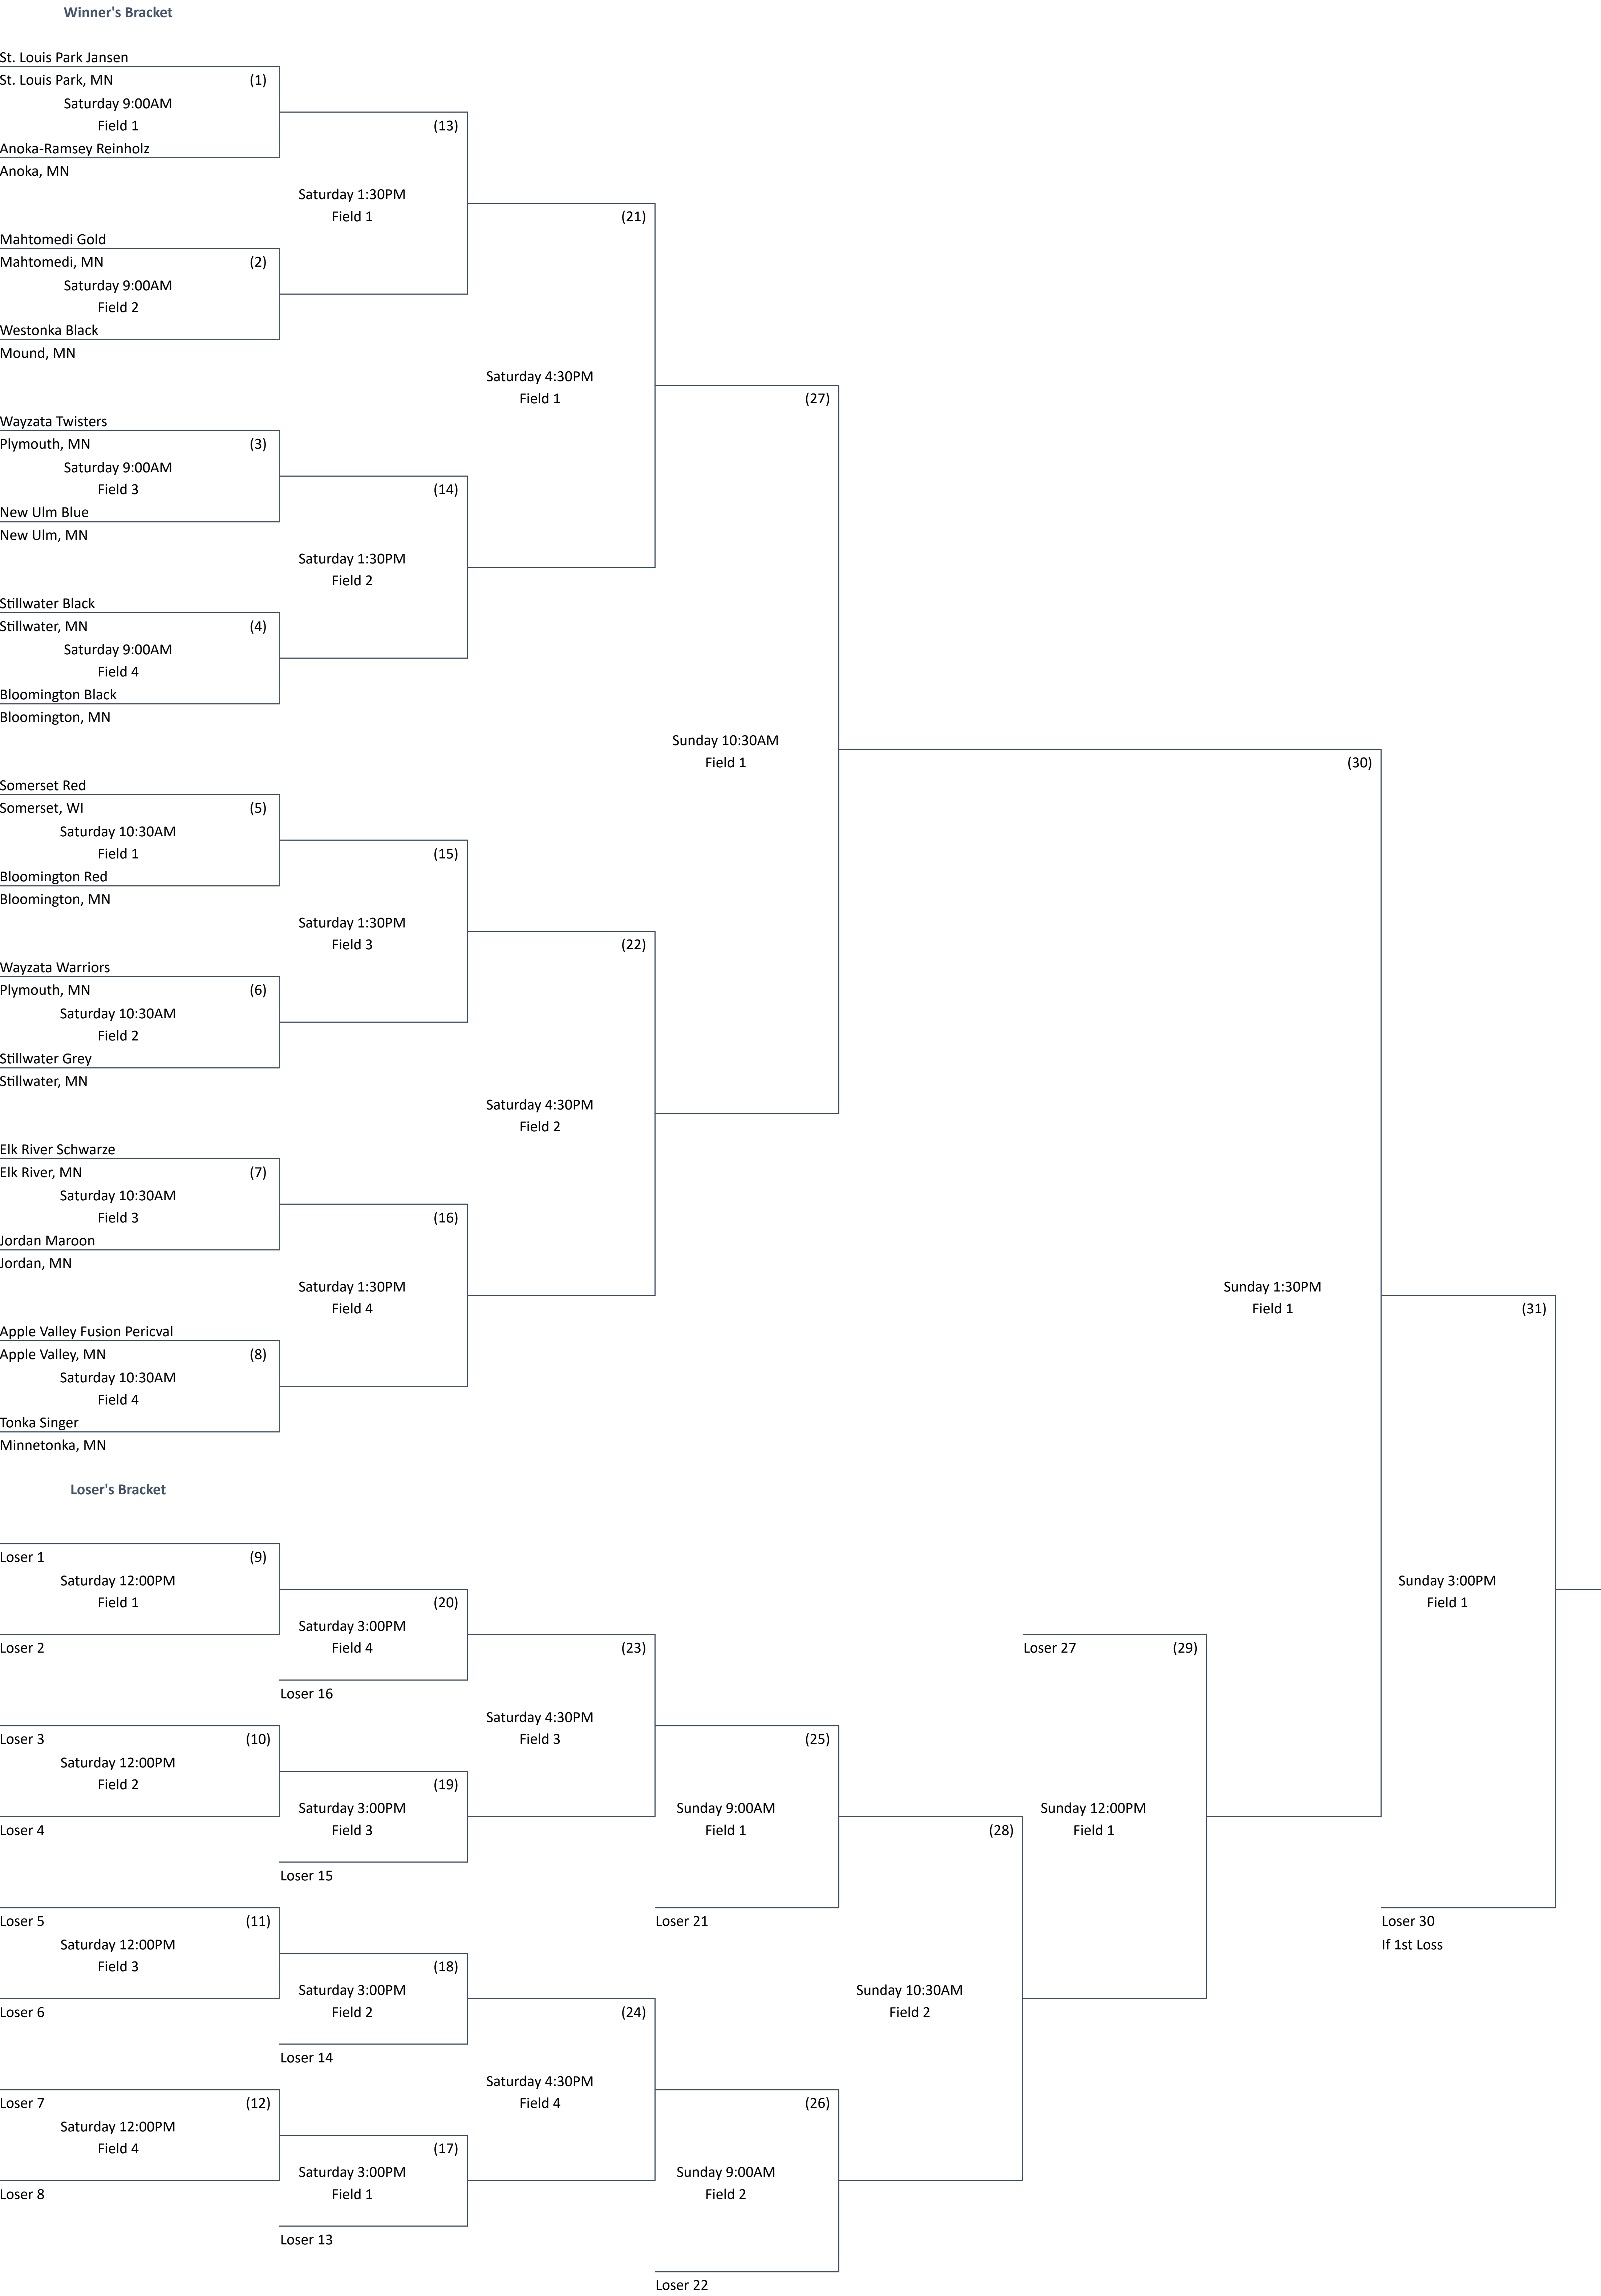 Winner's Bracket
St. Louis Park Jansen
St. Louis Park, MN (1)
Saturday 9:00AM
Field 1
(13)
Anoka-Ramsey Reinholz
Anoka, MN
Saturday 1:30PM
Field 1
(21)
Mahtomedi Gold
Mahtomedi, MN (2)
Saturday 9:00AM
Field 2
Westonka Black
Mound, MN
Saturday 4:30PM
Field 1
(27)
Wayzata Twisters
Plymouth, MN (3)
Saturday 9:00AM
Field 3
(14)
New Ulm Blue
New Ulm, MN
Saturday 1:30PM
Field 2
Stillwater Black
Stillwater, MN (4)
Saturday 9:00AM
Field 4
Bloomington Black
Bloomington, MN
Sunday 10:30AM
Field 1
(30)
Somerset Red
Somerset, WI (5)
Saturday 10:30AM
Field 1
(15)
Bloomington Red
Bloomington, MN
Saturday 1:30PM
Field 3
(22)
Wayzata Warriors
Plymouth, MN (6)
Saturday 10:30AM
Field 2
Stillwater Grey
Stillwater, MN
Saturday 4:30PM
Field 2
Elk River Schwarze
Elk River, MN (7)
Saturday 10:30AM
Field 3
(16)
Jordan Maroon
Jordan, MN
Saturday 1:30PM
Field 4
Sunday 1:30PM
Field 1
(31)
Apple Valley Fusion Pericval
Apple Valley, MN (8)
Saturday 10:30AM
Field 4
Tonka Singer
Minnetonka, MN
Loser's Bracket
Loser 1 (9)
Saturday 12:00PM
Field 1
(20)
Saturday 3:00PM
Field 4
Loser 2
(23)
Loser 27 (29)
Sunday 3:00PM
Field 1
Loser 16
Saturday 4:30PM
Field 3
Loser 3 (10)
Saturday 12:00PM
Field 2
(19)
(25)
Saturday 3:00PM
Field 3
Loser 4
Sunday 9:00AM
Field 1
(28)
Sunday 12:00PM
Field 1
Loser 15
Loser 5 (11)
Saturday 12:00PM
Field 3
Loser 21
Loser 30
If 1st Loss
(18)
Saturday 3:00PM
Field 2
Loser 6
(24)
Sunday 10:30AM
Field 2
Loser 14
Saturday 4:30PM
Field 4
Loser 7 (12)
Saturday 12:00PM
Field 4
(17)
(26)
Saturday 3:00PM
Field 1
Loser 8
Sunday 9:00AM
Field 2
Loser 13
Loser 22